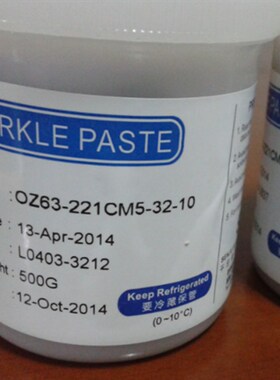 RKLE PASTE
:OZ63-221CM5-32-10
e : 13-Apr-2014
: L0403-3212
ht : 500G
: 12-Oct-2014
Keep Refrigerated
要冷藏保管
(0~10°C)